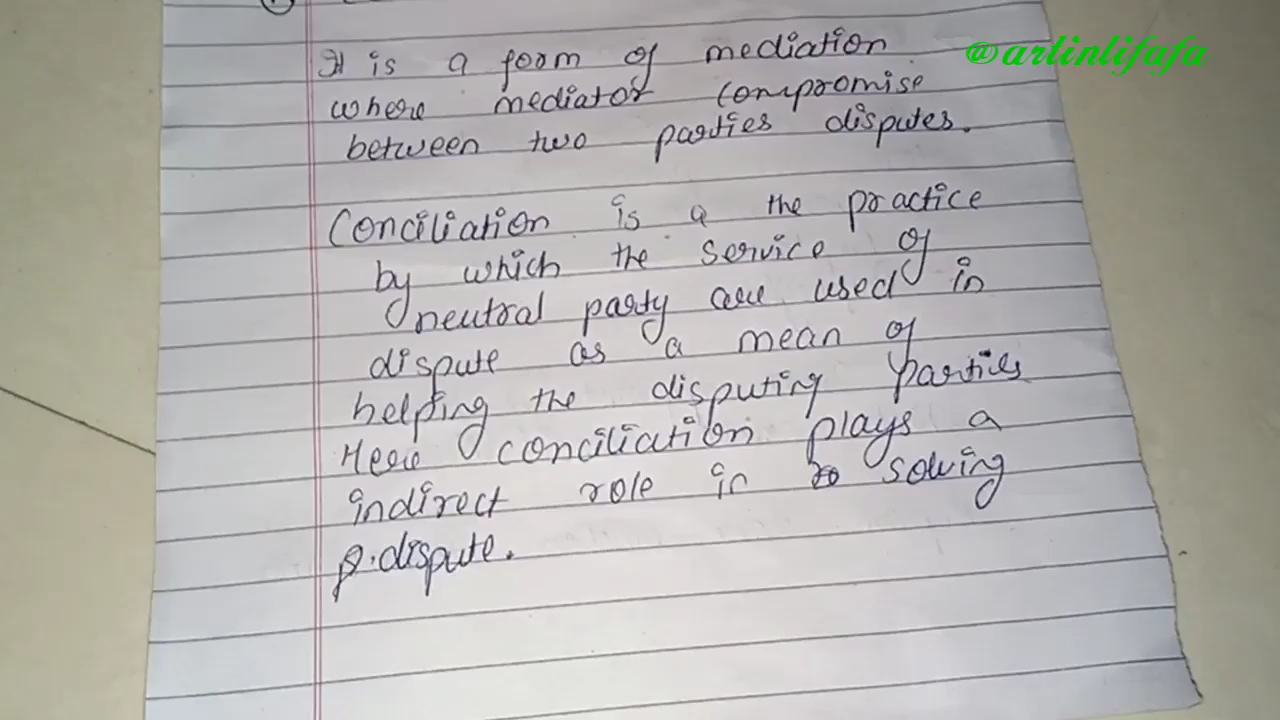 @arlinlifafa
It is a form of mediation
where mediator compromise
between two parties disputes.
Conciliation is a the practice
by which the service of
neutral party are used in
dispute as a mean of
helping the disputing parties
Here conciliation plays a
indirect role in solving
dispute.